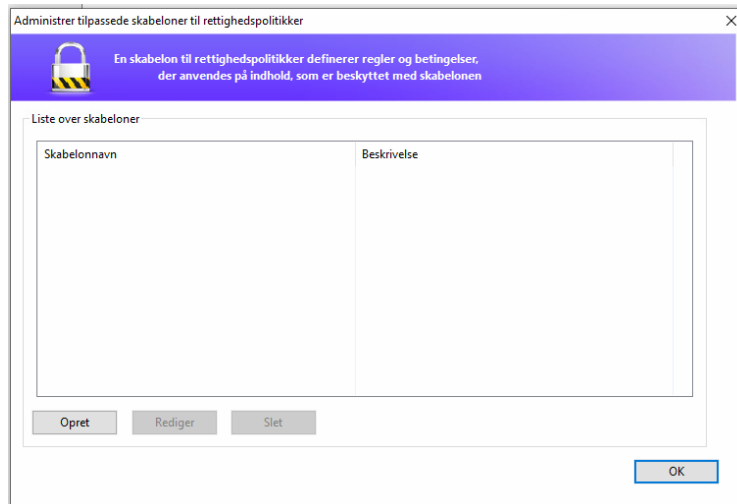 Administrer tilpassede skabeloner til rettighedspolitikker
En skabelon til rettighedspolitikker definerer regler og betingelser,
der anvendes på indhold, som er beskyttet med skabelonen
Liste over skabeloner
Skabelonnavn Beskrivelse
Opret Rediger Slet
OK